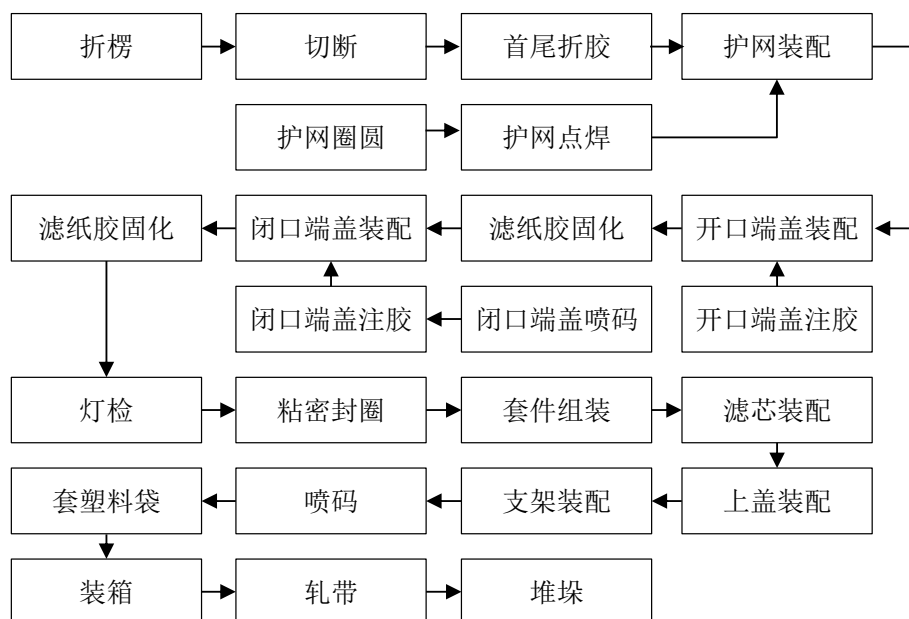 折楞
切断
首尾折胶
护网装配
护网圈圆
护网点焊
滤纸胶固化
闭口端盖装配
滤纸胶固化
开口端盖装配
闭口端盖注胶
闭口端盖喷码
开口端盖注胶
灯检
粘密封圈
套件组装
滤芯装配
套塑料袋
喷码
支架装配
上盖装配
装箱
轧带
堆垛